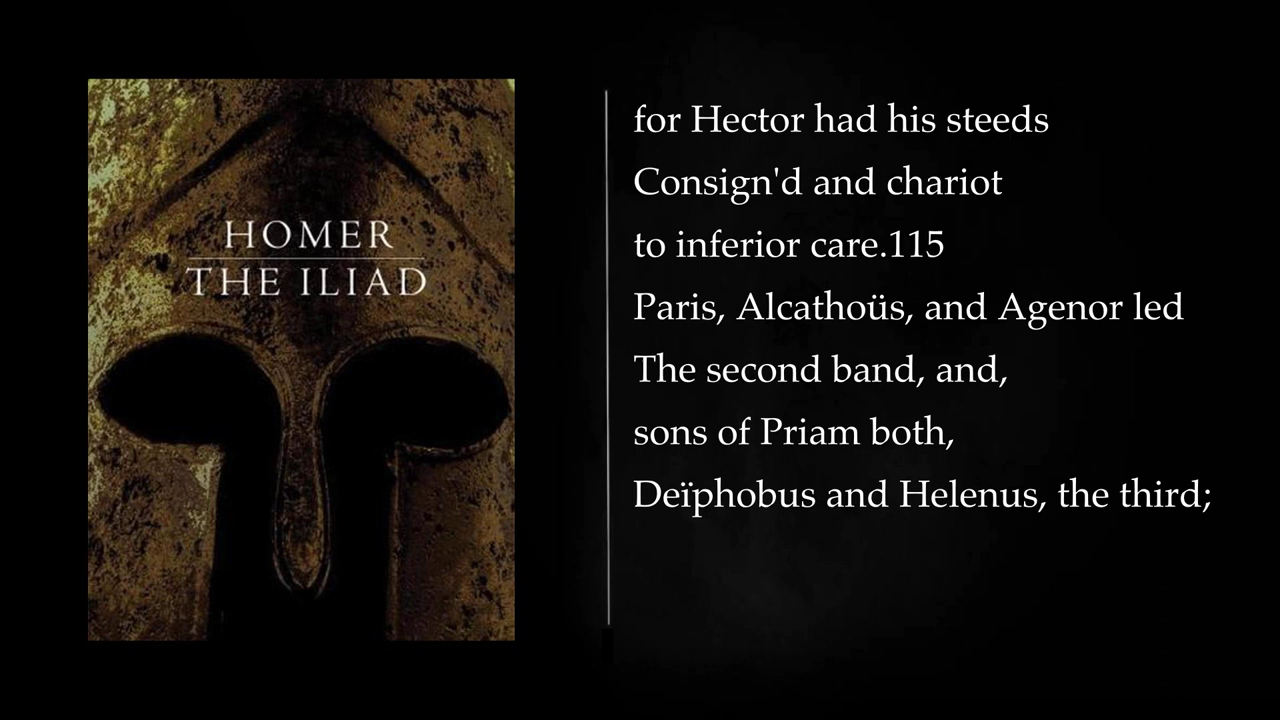 HOMER
THE ILIAD
for Hector had his steeds
Consign'd and chariot
to inferior care.115
Paris, Alcathoüs, and Agenor led
The second band, and,
sons of Priam both,
Deïphobus and Helenus, the third;